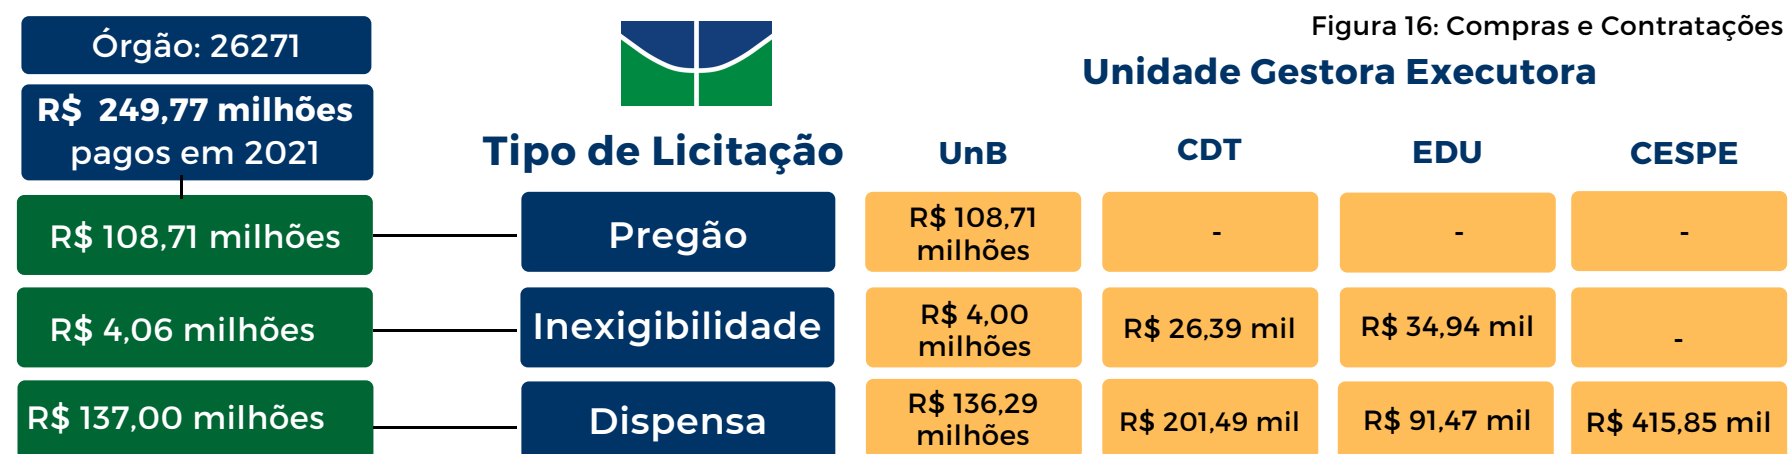 Figura 16: Compras e Contratações
Órgão: 26271
R$ 249,77 milhões
pagos em 2021
Unidade Gestora Executora
Tipo de Licitação
UnB
CDT
EDU
CESPE
R$ 108,71 milhões
Pregão
R$ 108,71
milhões
-
-
-
R$ 4,06 milhões
Inexigibilidade
R$ 4,00
milhões
R$ 26,39 mil
R$ 34,94 mil
-
R$ 137,00 milhões
Dispensa
R$ 136,29
milhões
R$ 201,49 mil
R$ 91,47 mil
R$ 415,85 mil